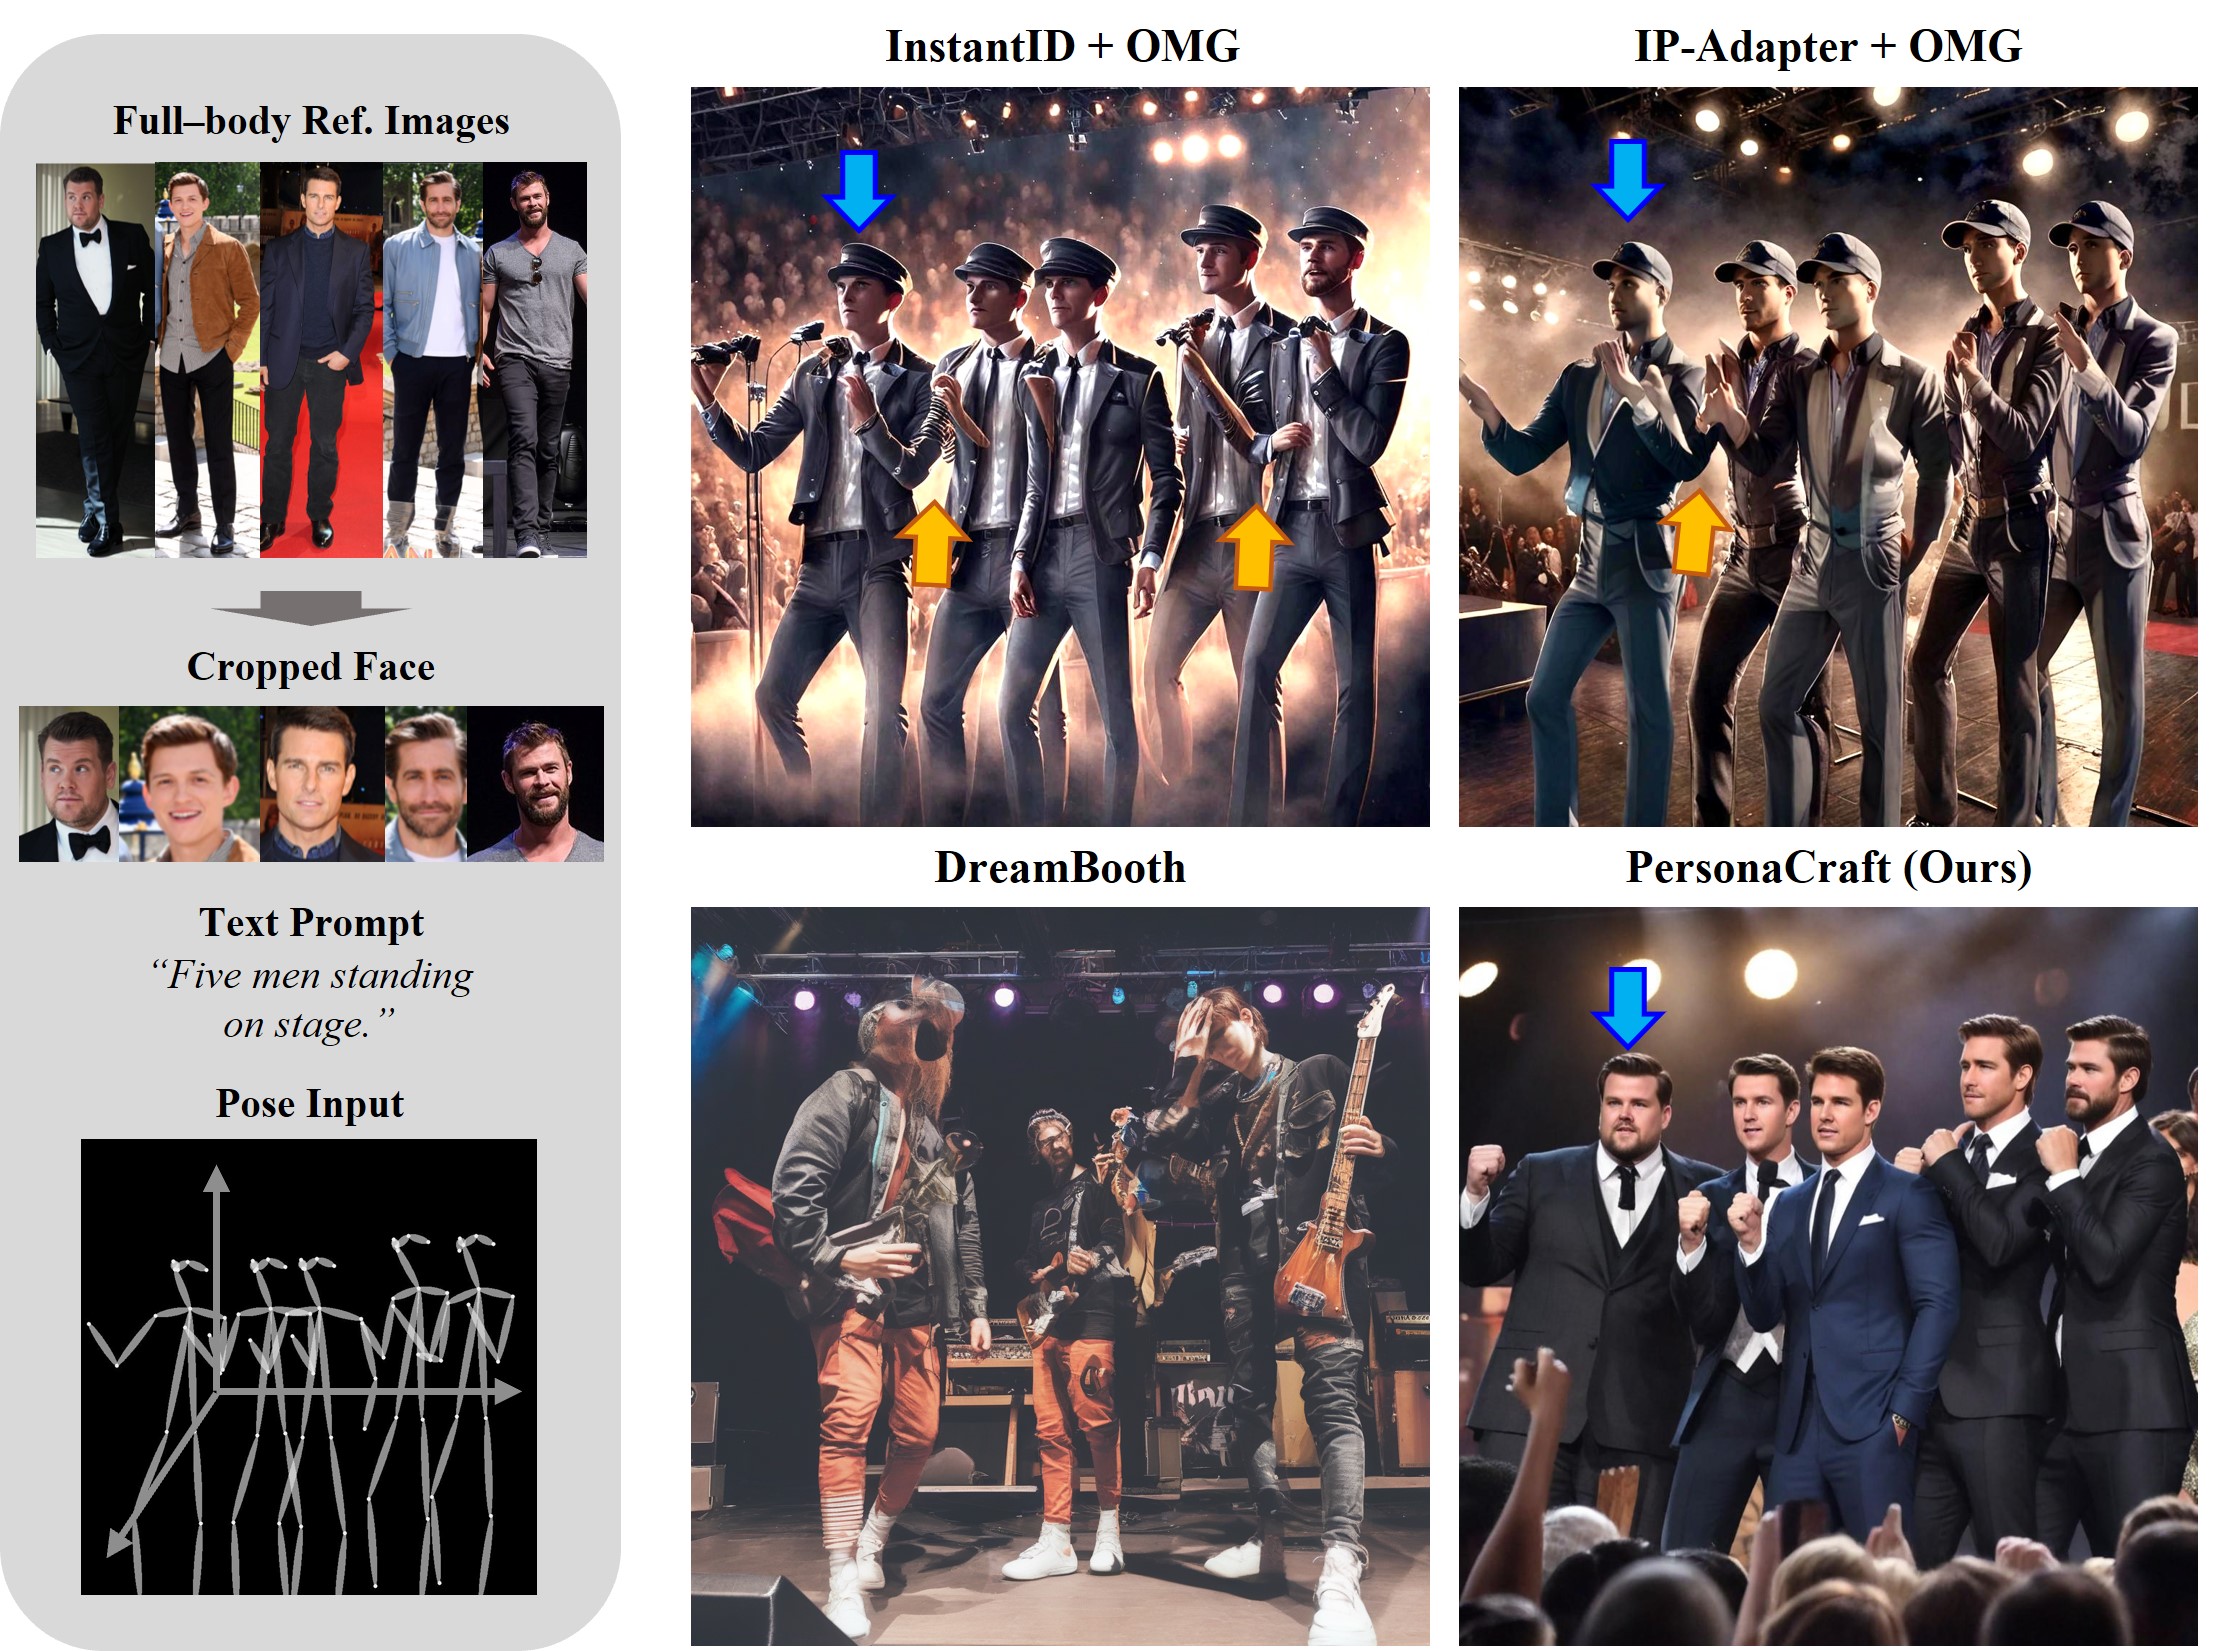 Full–body Ref. Images
Cropped Face
Text Prompt
“Five men standing
on stage.”
Pose Input
InstantID + OMG
IP-Adapter + OMG
DreamBooth
PersonaCraft (Ours)